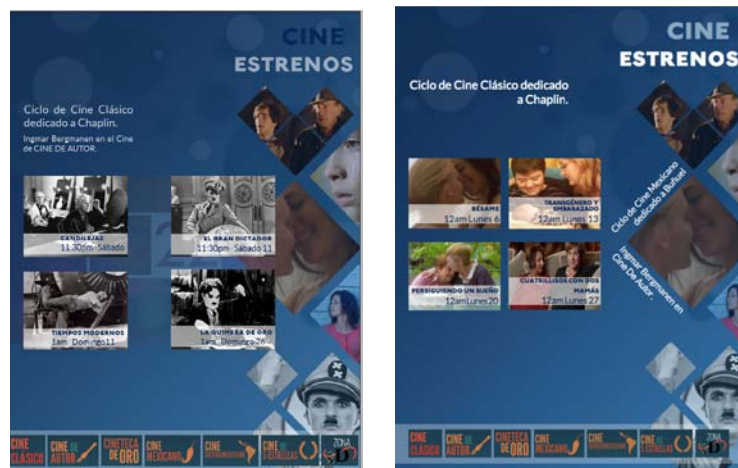 CINE
ESTRENOS
Ciclo de Cine Clásico
dedicado a Chaplin.
Ingmar Bergmanen en el Cine
de CINE DE AUTOR.
CANDILEJAS
11:30pm Sábado
EL GRAN DICTADOR
11:30pm Sábado 11
TIEMPOS MODERNOS
1am Domingo11
LA QUIMERA DE ORO
1am Domingo 26
CINE
CLÁSICO
CINE DE
AUTOR
CINETECA
DE ORO
CINE
MEXICANO
CINE
IBEROAMERICANO
CINE DE
ESTRELLAS
ZONA
CINE
ESTRENOS
Ciclo de Cine Clásico dedicado
a Chaplin.
BÉSAME
12am Lunes 6
TRANSGÉNERO Y
EMBARAZADO
12am Lunes 13
PERSIGUIENDO UN SUEÑO
12am Lunes 20
CUATRILLISOS CON DOS
MAMÁS
12am Lunes 27
Ciclo de Cine Mexicano
dedicado a Buñuel
Ingmar Bergmanen en
Cine De Autor.
CINE
CLÁSICO
CINE DE
AUTOR
CINETECA
DE ORO
CINE
MEXICANO
CINE
IBEROAMERICANO
CINE DE
ESTRELLAS
ZONA